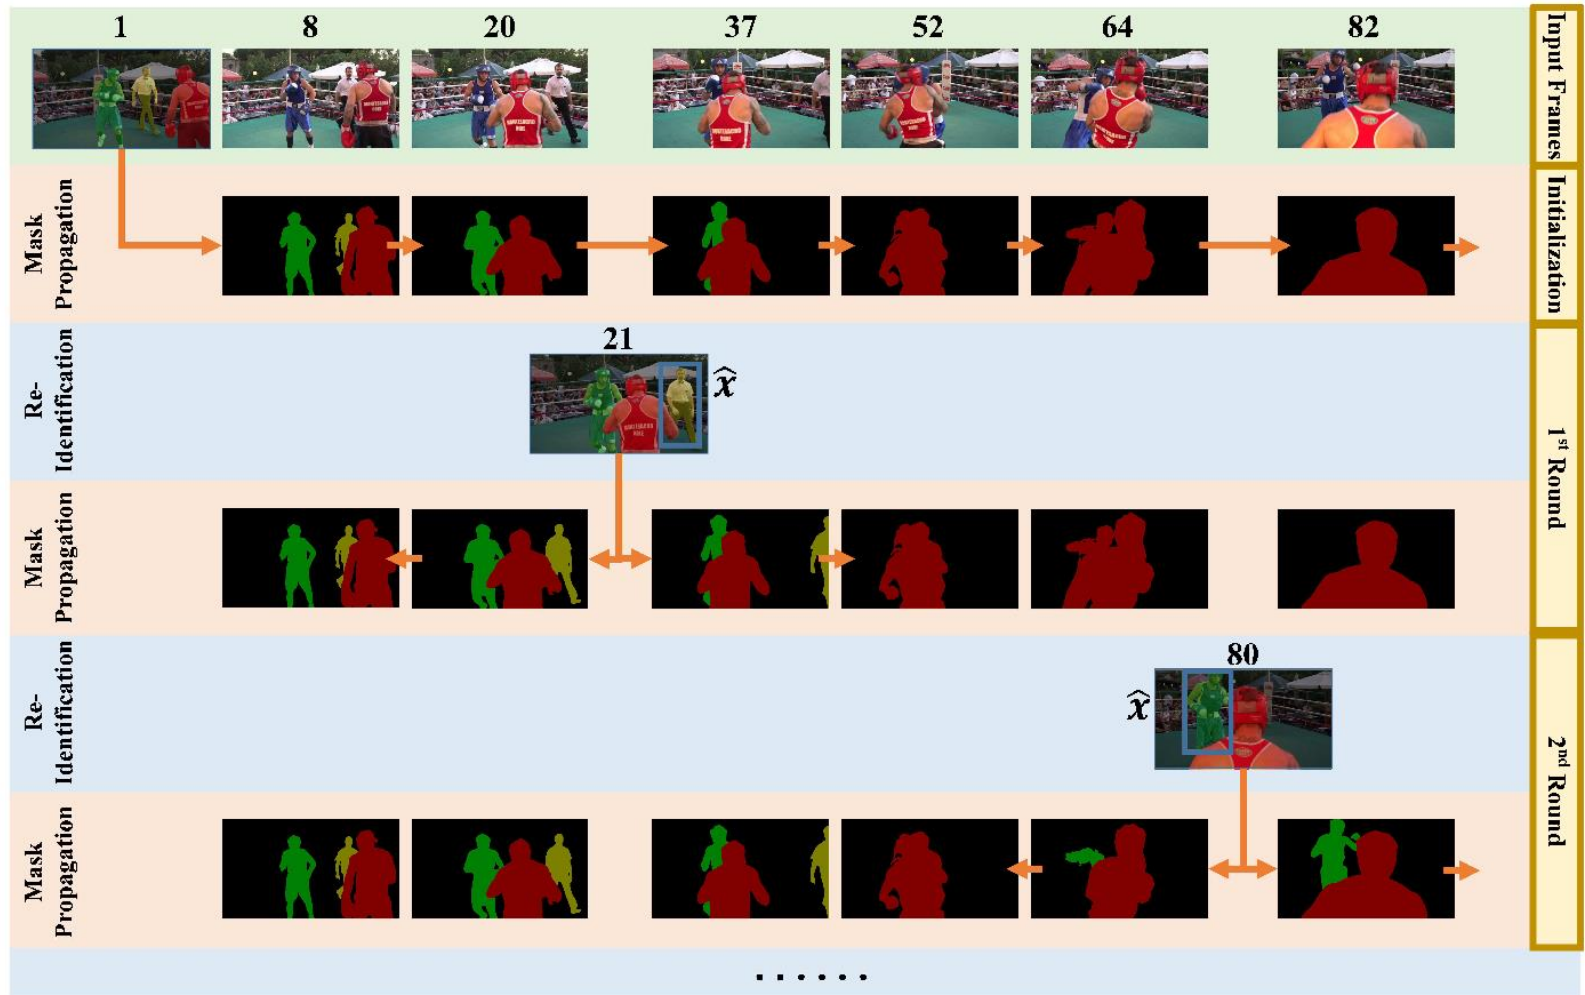 1 8 20 37 52 64 82
Input Frames
Mask
Propagation
Initialization
Re-
Identification
21
x̂
1st Round
Mask
Propagation
Re-
Identification
80
x̂
2nd Round
Mask
Propagation
......